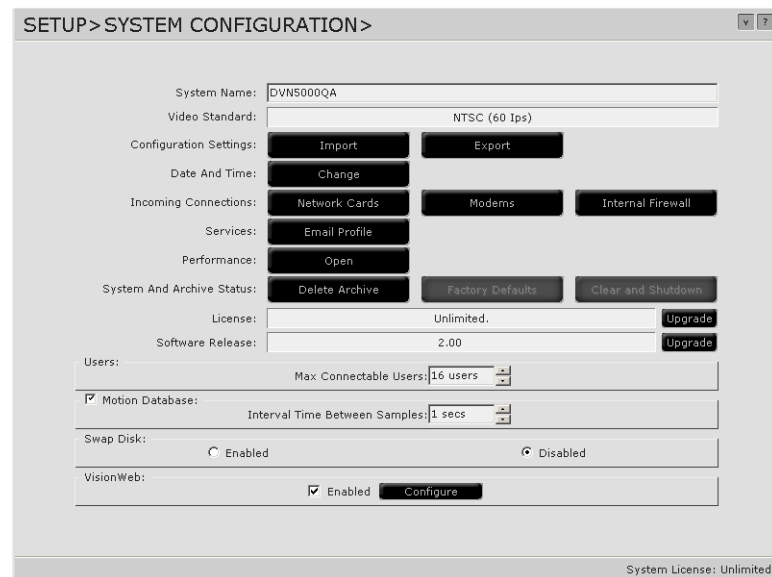 SETUP>SYSTEM CONFIGURATION>
v ?
System Name: DVN5000QA
Video Standard: NTSC (60 Ips)
Configuration Settings: Import Export
Date And Time: Change
Incoming Connections: Network Cards Modems Internal Firewall
Services: Email Profile
Performance: Open
System And Archive Status: Delete Archive Factory Defaults Clear and Shutdown
License: Unlimited. Upgrade
Software Release: 2.00 Upgrade
Users:
Max Connectable Users: 16 users
Motion Database:
Interval Time Between Samples: 1 secs
Swap Disk:
Enabled Disabled
VisionWeb:
Enabled Configure
System License: Unlimited